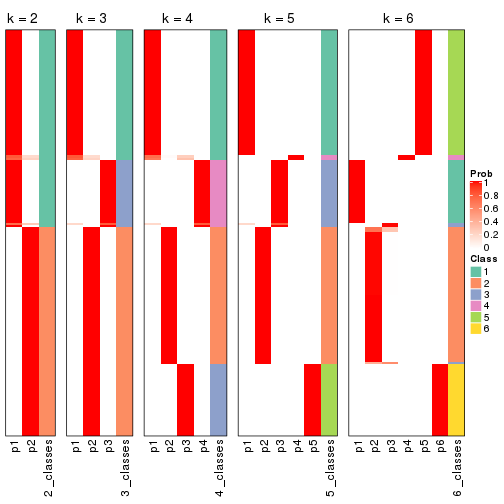 k = 2
k = 3
k = 4
k = 5
k = 6
Prob
1
0.8
0.6
0.4
0.2
0
Class
1
2
3
4
5
6
p1
p2
2_classes
p1
p2
p3
3_classes
p1
p2
p3
p4
4_classes
p1
p2
p3
p4
p5
5_classes
p1
p2
p3
p4
p5
p6
6_classes